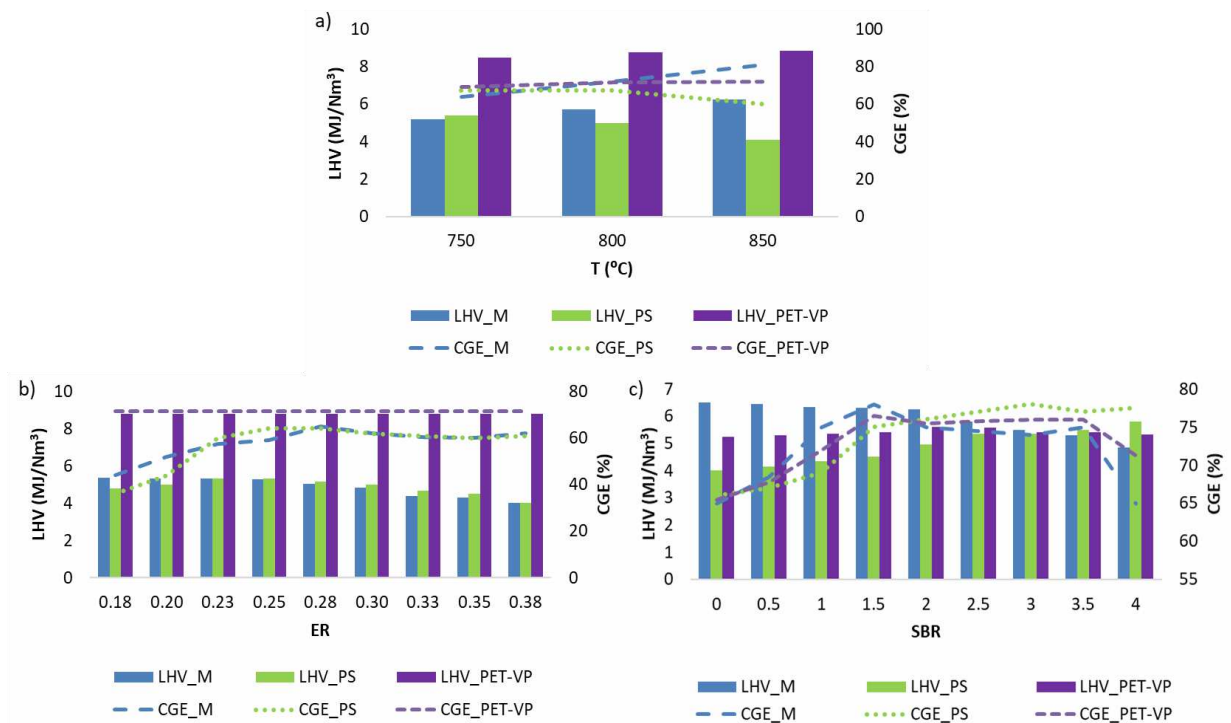 a)
10
8
6
4
2
0
LHV (MJ/Nm³)
100
80
60
40
20
0
CGE (%)
750 800 850
T (⁰C)
LHV_M LHV_PS LHV_PET-VP
CGE_M CGE_PS CGE_PET-VP
b)
10
8
6
4
2
0
LHV (MJ/Nm³)
80
60
40
20
0
CGE (%)
0.18 0.20 0.23 0.25 0.28 0.30 0.33 0.35 0.38
ER
LHV_M LHV_PS LHV_PET-VP
CGE_M CGE_PS CGE_PET-VP
c)
7
6
5
4
3
2
1
0
LHV (MJ/Nm³)
80
75
70
65
60
55
CGE (%)
0 0.5 1 1.5 2 2.5 3 3.5 4
SBR
LHV_M LHV_PS LHV_PET-VP
CGE_M CGE_PS CGE_PET-VP